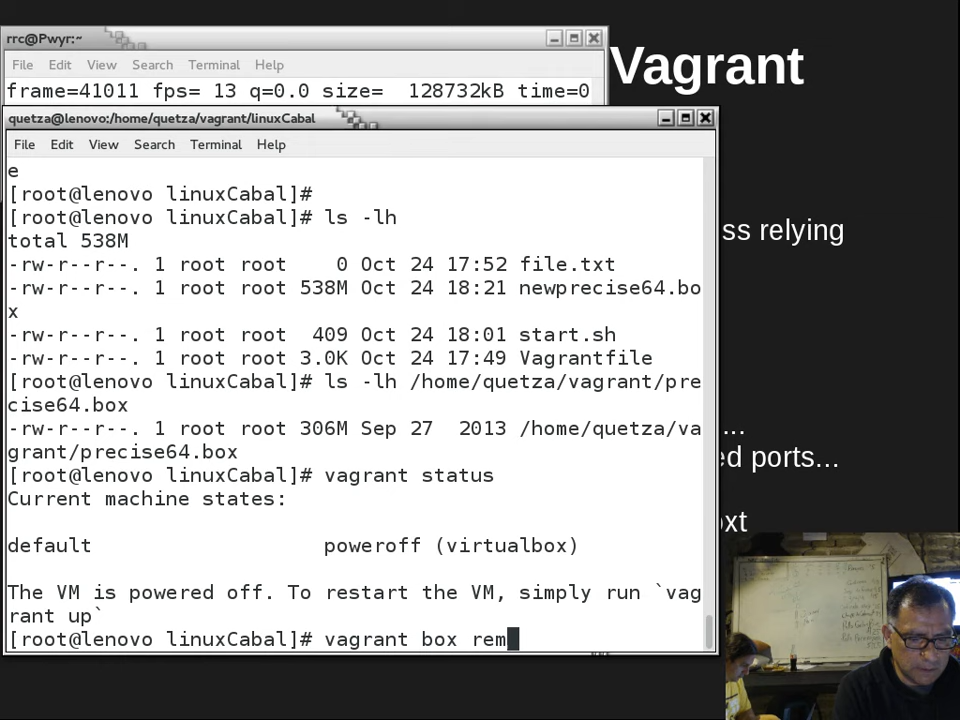 rrc@Pwyr:~
File Edit View Search Terminal Help
frame=41011 fps= 13 q=0.0 size=  128732kB time=0
Vagrant
quetza@lenovo:/home/quetza/vagrant/linuxCabal
File Edit View Search Terminal Help
e
[root@lenovo linuxCabal]#
[root@lenovo linuxCabal]# ls -lh
total 538M
-rw-r--r--. 1 root root    0 Oct 24 17:52 file.txt
-rw-r--r--. 1 root root 538M Oct 24 18:21 newprecise64.bo
x
-rw-r--r--. 1 root root  409 Oct 24 18:01 start.sh
-rw-r--r--. 1 root root 3.0K Oct 24 17:49 Vagrantfile
[root@lenovo linuxCabal]# ls -lh /home/quetza/vagrant/pre
cise64.box
-rw-r--r--. 1 root root 306M Sep 27  2013 /home/quetza/va
grant/precise64.box
[root@lenovo linuxCabal]# vagrant status
Current machine states:
default                   poweroff (virtualbox)
The VM is powered off. To restart the VM, simply run `vag
rant up`
[root@lenovo linuxCabal]# vagrant box rem
ss relying
...
ed ports...
oxt